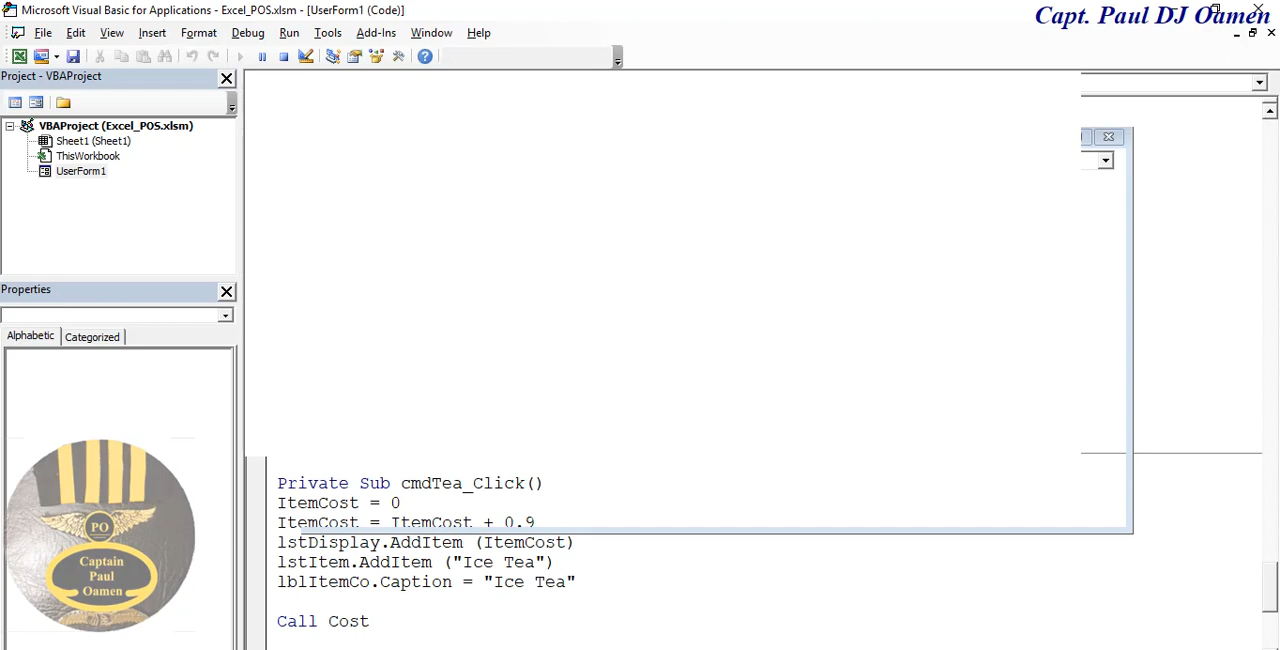 Microsoft Visual Basic for Applications - Excel_POS.xlsm - [UserForm1 (Code)]
Capt. Paul DJ Oamen
File Edit View Insert Format Debug Run Tools Add-Ins Window Help
Project - VBAProject
VBAProject (Excel_POS.xlsm)
Sheet1 (Sheet1)
ThisWorkbook
UserForm1
Properties
Alphabetic Categorized
PO
Captain
Paul
Oamen
Private Sub cmdTea_Click()
ItemCost = 0
ItemCost = ItemCost + 0.9
lstDisplay.AddItem (ItemCost)
lstItem.AddItem ("Ice Tea")
lblItemCo.Caption = "Ice Tea"
Call Cost